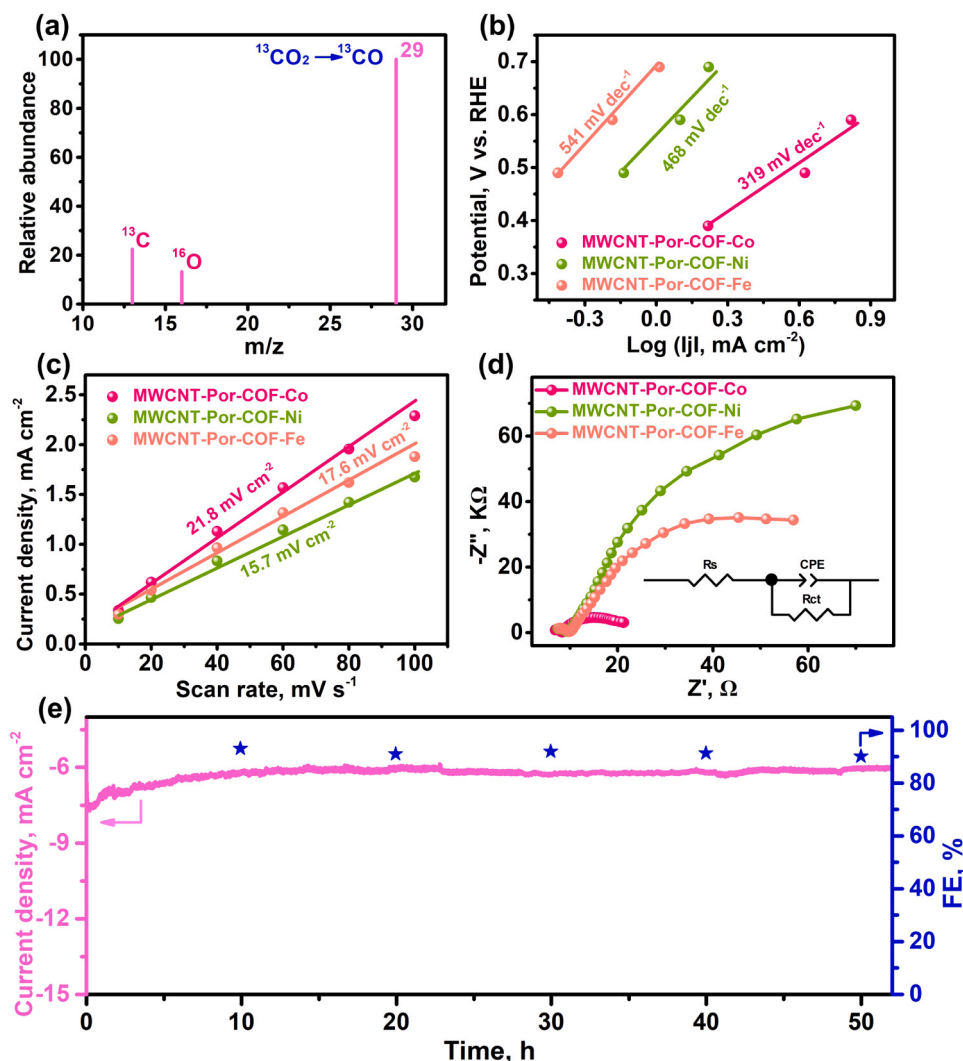 (a)
¹³CO₂→¹³CO
29
¹³C
¹⁶O
100
80
60
40
20
0
Relative abundance
10
15
20
25
30
m/z
(b)
541 mV dec⁻¹
468 mV dec⁻¹
319 mV dec⁻¹
MWCNT-Por-COF-Co
MWCNT-Por-COF-Ni
MWCNT-Por-COF-Fe
0.7
0.6
0.5
0.4
0.3
Potential, V vs. RHE
-0.3
0.0
0.3
0.6
0.9
Log (IjI, mA cm⁻²)
(c)
MWCNT-Por-COF-Co
MWCNT-Por-COF-Ni
MWCNT-Por-COF-Fe
21.8 mV cm⁻²
17.6 mV cm⁻²
15.7 mV cm⁻²
2.5
2.0
1.5
1.0
0.5
0.0
Current density, mA cm⁻²
0
20
40
60
80
100
Scan rate, mV s⁻¹
(d)
MWCNT-Por-COF-Co
MWCNT-Por-COF-Ni
MWCNT-Por-COF-Fe
Rs
CPE
Rct
60
40
20
0
-Z'', KΩ
20
40
60
Z', Ω
(e)
-6
-9
-12
-15
Current density, mA cm⁻²
100
80
60
40
20
0
FE, %
0
10
20
30
40
50
Time, h